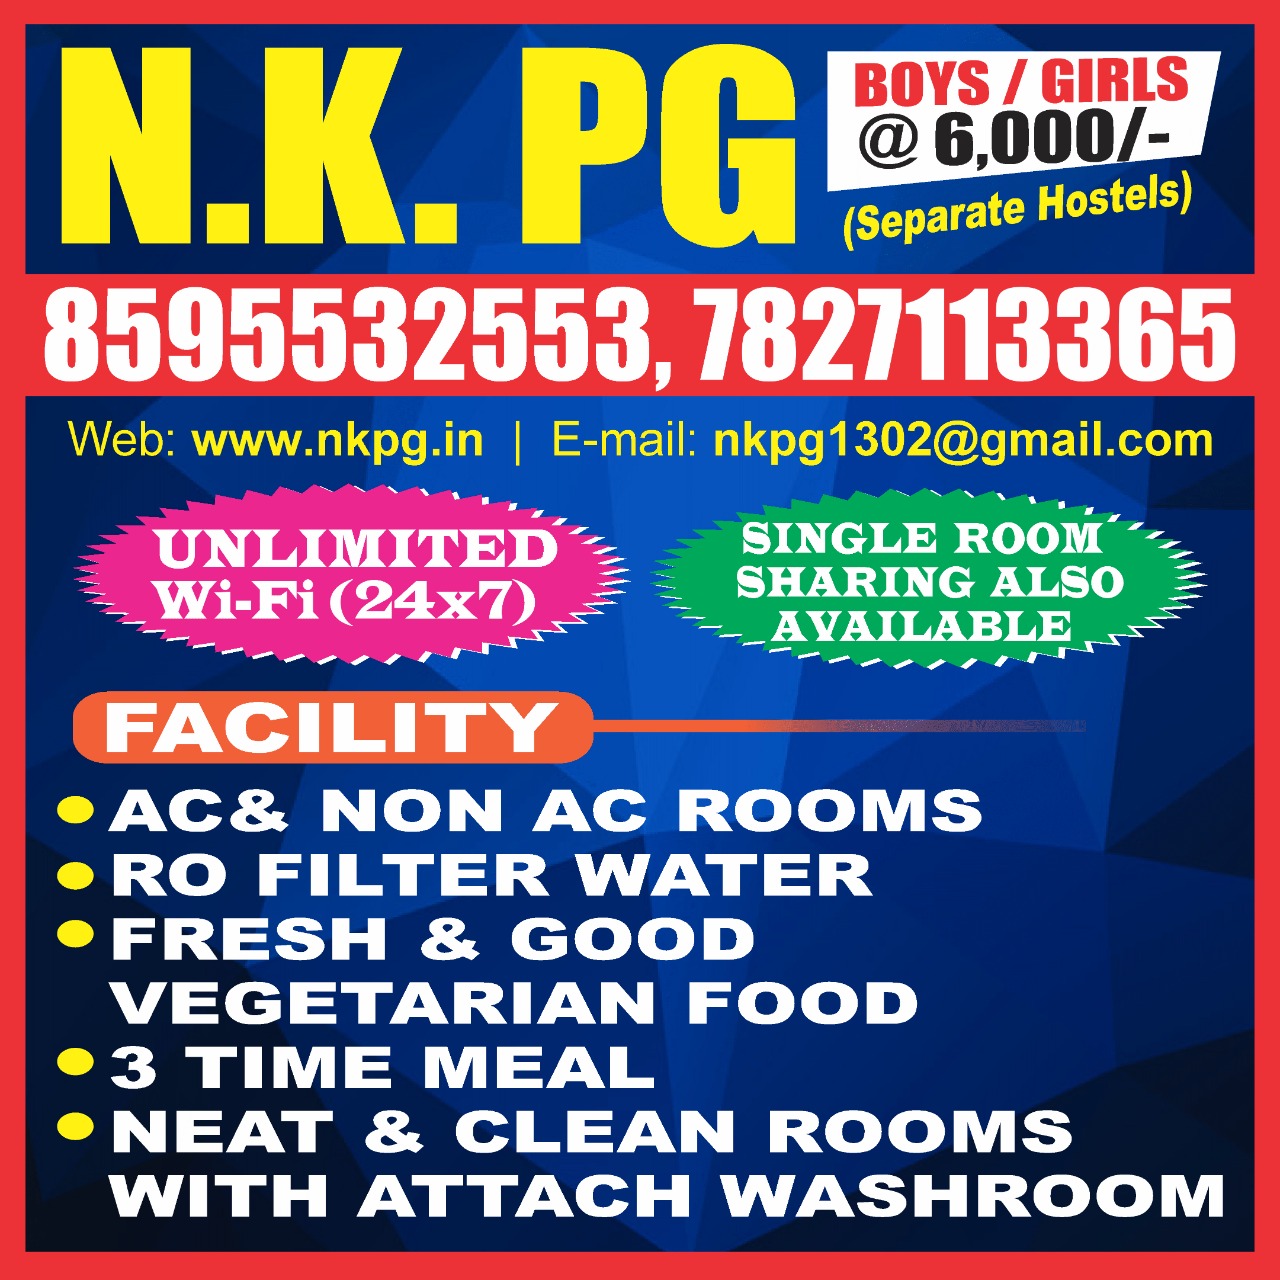 N.K. PG
BOYS / GIRLS
@ 6,000/-
(Separate Hostels)
8595532553, 7827113365
Web: www.nkpg.in | E-mail: nkpg1302@gmail.com
UNLIMITED
Wi-Fi (24x7)
SINGLE ROOM
SHARING ALSO
AVAILABLE
FACILITY
AC& NON AC ROOMS
RO FILTER WATER
FRESH & GOOD
VEGETARIAN FOOD
3 TIME MEAL
NEAT & CLEAN ROOMS
WITH ATTACH WASHROOM